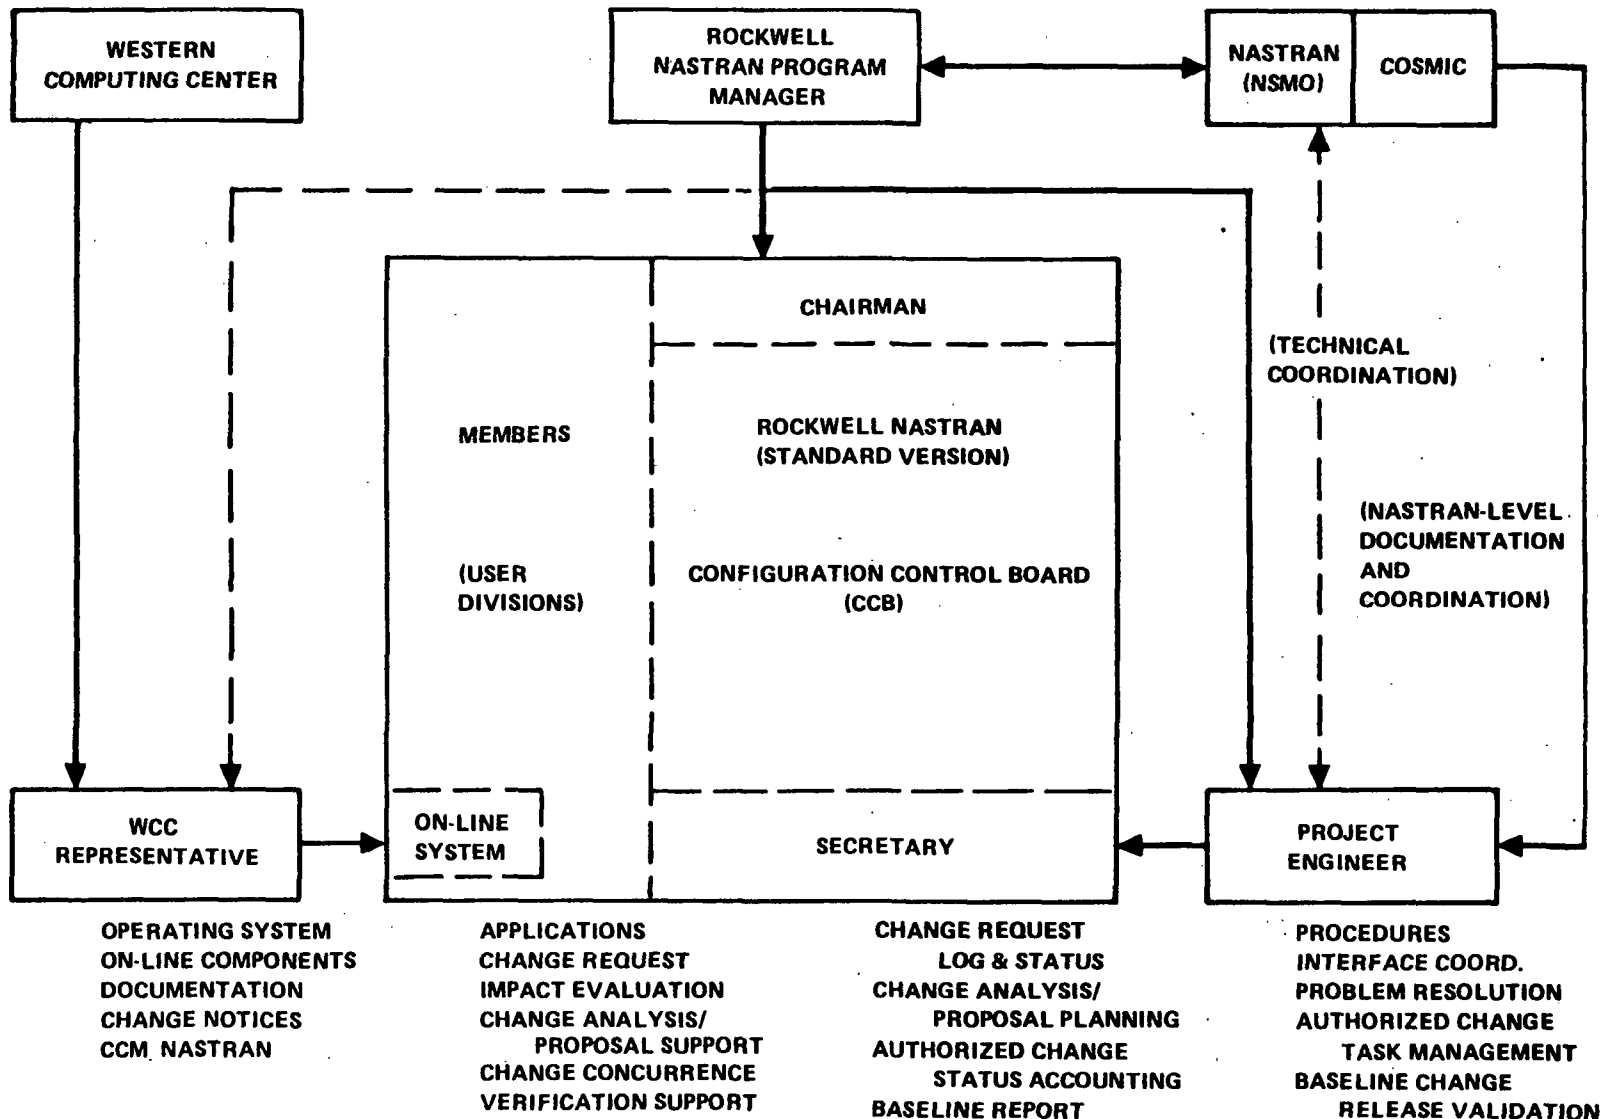 WESTERN
COMPUTING CENTER
ROCKWELL
NASTRAN PROGRAM
MANAGER
NASTRAN
(NSMO)
COSMIC
CHAIRMAN
(TECHNICAL
COORDINATION)
MEMBERS
ROCKWELL NASTRAN
(STANDARD VERSION)
(NASTRAN-LEVEL
DOCUMENTATION
AND
COORDINATION)
(USER
DIVISIONS)
CONFIGURATION CONTROL BOARD
(CCB)
WCC
REPRESENTATIVE
ON-LINE
SYSTEM
SECRETARY
PROJECT
ENGINEER
OPERATING SYSTEM
ON-LINE COMPONENTS
DOCUMENTATION
CHANGE NOTICES
CCM NASTRAN
APPLICATIONS
CHANGE REQUEST
IMPACT EVALUATION
CHANGE ANALYSIS/
PROPOSAL SUPPORT
CHANGE CONCURRENCE
VERIFICATION SUPPORT
CHANGE REQUEST
LOG & STATUS
CHANGE ANALYSIS/
PROPOSAL PLANNING
AUTHORIZED CHANGE
STATUS ACCOUNTING
BASELINE REPORT
PROCEDURES
INTERFACE COORD.
PROBLEM RESOLUTION
AUTHORIZED CHANGE
TASK MANAGEMENT
BASELINE CHANGE
RELEASE VALIDATION